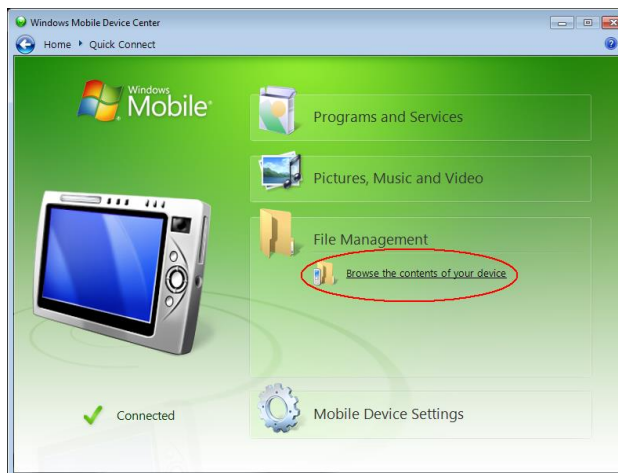 Windows Mobile Device Center
Home Quick Connect
Windows
Mobile®
Programs and Services
Pictures, Music and Video
File Management
Browse the contents of your device
Connected
Mobile Device Settings